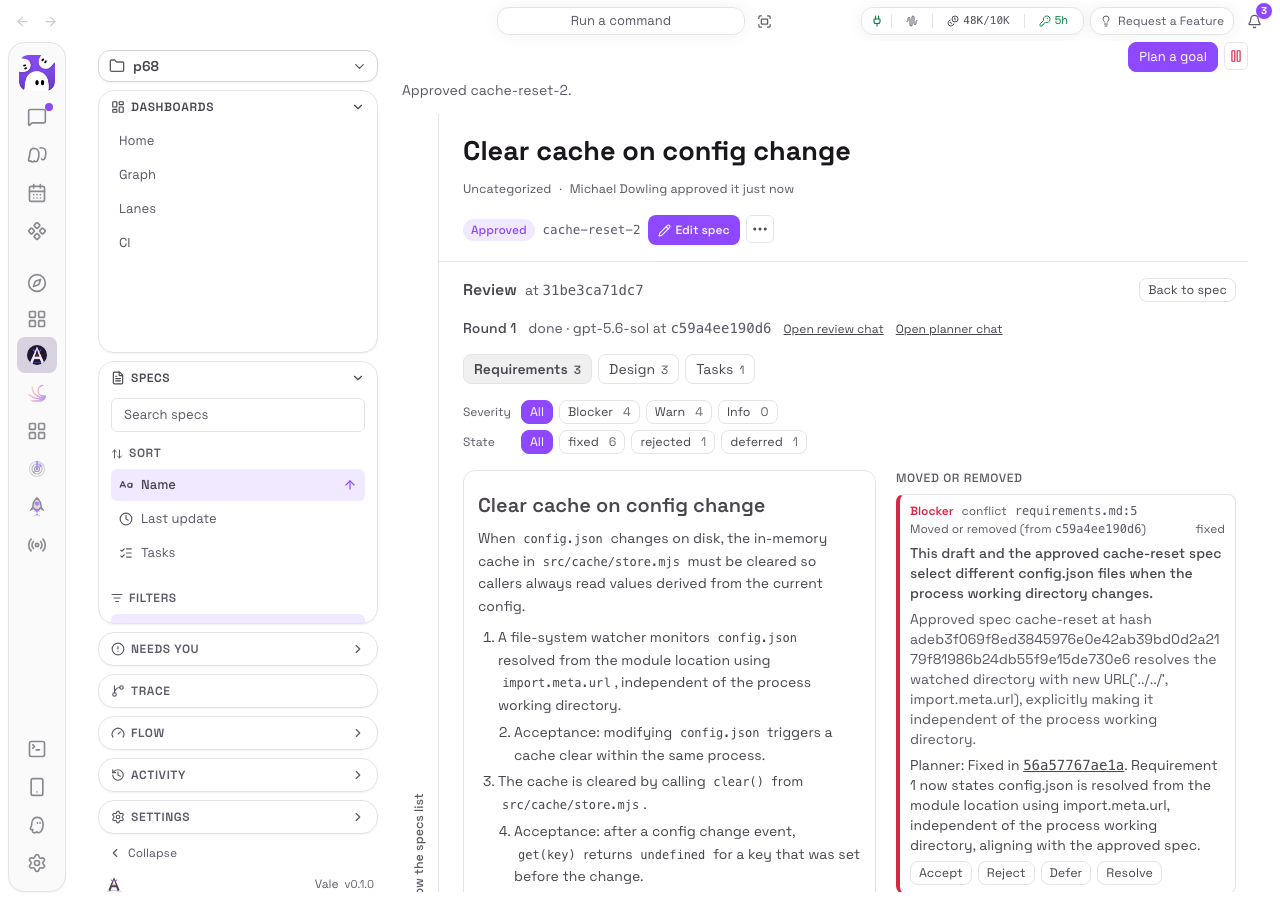 Run a command
48K/10K
5h
Request a Feature
3
p68
Plan a goal
Approved cache-reset-2.
DASHBOARDS
Home
Graph
Lanes
CI
Clear cache on config change
Uncategorized · Michael Dowling approved it just now
Approved cache-reset-2 Edit spec
Review at 31be3ca71dc7
Back to spec
Round 1 done · gpt-5.6-sol at c59a4ee190d6 Open review chat Open planner chat
Requirements 3 Design 3 Tasks 1
Severity All Blocker 4 Warn 4 Info 0
State All fixed 6 rejected 1 deferred 1
SPECS
Search specs
SORT
Aa Name
Last update
Tasks
FILTERS
NEEDS YOU
TRACE
FLOW
ACTIVITY
SETTINGS
Collapse
A Vale v0.1.0
ow the specs list
Clear cache on config change
When config.json changes on disk, the in-memory
cache in src/cache/store.mjs must be cleared so
callers always read values derived from the current
config.
1. A file-system watcher monitors config.json
resolved from the module location using
import.meta.url, independent of the process
working directory.
2. Acceptance: modifying config.json triggers a
cache clear within the same process.
3. The cache is cleared by calling clear() from
src/cache/store.mjs.
4. Acceptance: after a config change event,
get(key) returns undefined for a key that was set
before the change.
MOVED OR REMOVED
Blocker conflict requirements.md:5
Moved or removed (from c59a4ee190d6) fixed
This draft and the approved cache-reset spec
select different config.json files when the
process working directory changes.
Approved spec cache-reset at hash
adeb3f069f8ed3845976e0e42ab39bd0d2a21
79f81986b24db55f9e15de730e6 resolves the
watched directory with new URL('../../',
import.meta.url), explicitly making it
independent of the process working
directory.
Planner: Fixed in 56a57767ae1a. Requirement
1 now states config.json is resolved from the
module location using import.meta.url,
independent of the process working
directory, aligning with the approved spec.
Accept Reject Defer Resolve